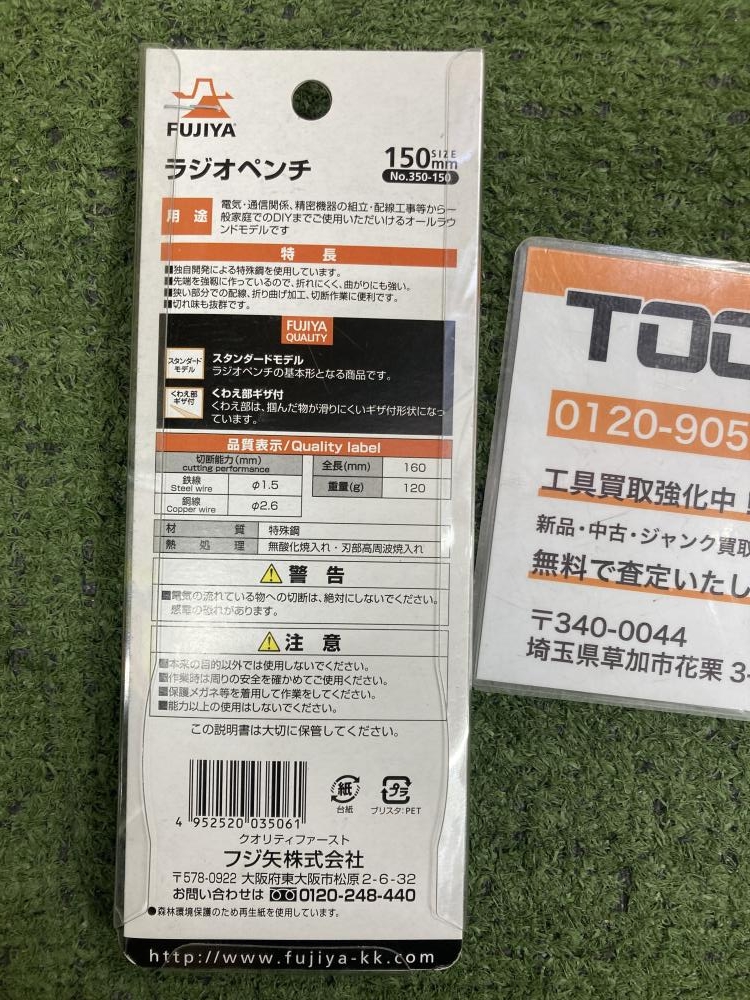 FUJIYA
ラジオペンチ
150mm SIZE
No.350-150
用途
電気・通信関係、精密機器の組立・配線工事等から一
般家庭でのDIYまでご使用いただいけるオールラウ
ンドモデルです
特長
■独自開発による特殊鋼を使用しています。
■先端を強靱に作っているので、折れにくく、曲がりにも強い。
■狭い部分での配線、折り曲げ加工、切断作業に便利です。
■切れ味も抜群です。
FUJIYA
QUALITY
スタンダード
モデル
スタンダードモデル
ラジオペンチの基本形となる商品です。
くわえ部
ギザ付
くわえ部ギザ付
くわえ部は、掴んだ物が滑りにくいギザ付形状になっ
ています。
品質表示/Quality label
切断能力(mm)
cutting performance
鉄線
Steel wire
φ1.5
銅線
Copper wire
φ2.6
全長(mm) 160
重量(g) 120
材質 特殊鋼
熱処理 無酸化焼入れ・刃部高周波焼入れ
警告
■電気の流れている物への切断は、絶対にしないでください。
感電の恐れがあります。
注意
■本来の目的以外では使用しないでください。
■作業時は周りの安全を確かめてご使用ください。
■保護メガネ等を着用して作業をしてください。
■能力以上の使用はしないでください。
この説明書は大切に保管してください。
4 952520 035061
紙
台紙
プラ
ブリスタ:PET
クオリティファースト
フジ矢株式会社
〒578-0922 大阪府東大阪市松原2-6-32
お問い合わせは 0120-248-440
●森林環境保護のため再生紙を使用しています。
http://www.fujiya-kk.com
TOO
0120-905
工具買取強化中!
新品・中古・ジャンク買取
無料で査定いたし
〒340-0044
埼玉県草加市花栗 3-